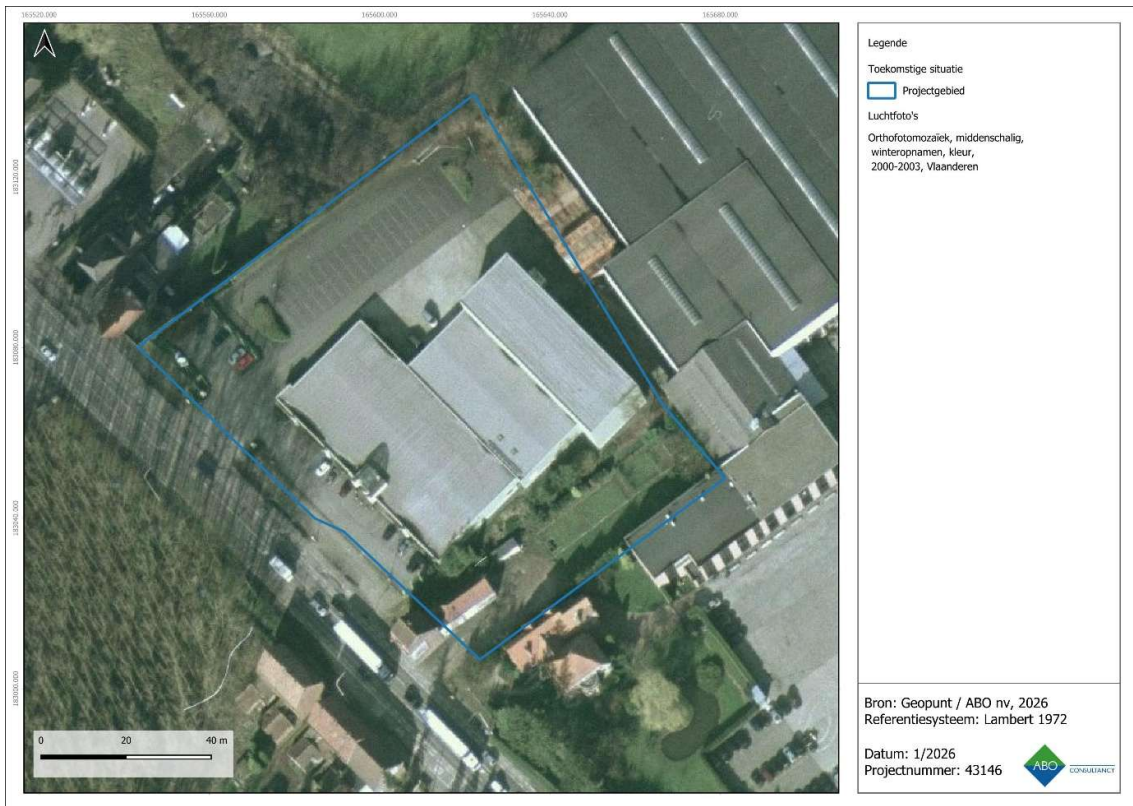 165520.000 165560.000 165600.000 165640.000 165680.000
183120.000
183080.000
183040.000
183000.000
0 20 40 m
Legende
Toekomstige situatie
Projectgebied
Luchtfoto's
Orthofotomozaïek, middenschalig,
winteropnamen, kleur,
2000-2003, Vlaanderen
Bron: Geopunt / ABO nv, 2026
Referentiesysteem: Lambert 1972
Datum: 1/2026
Projectnummer: 43146
ABO CONSULTANCY